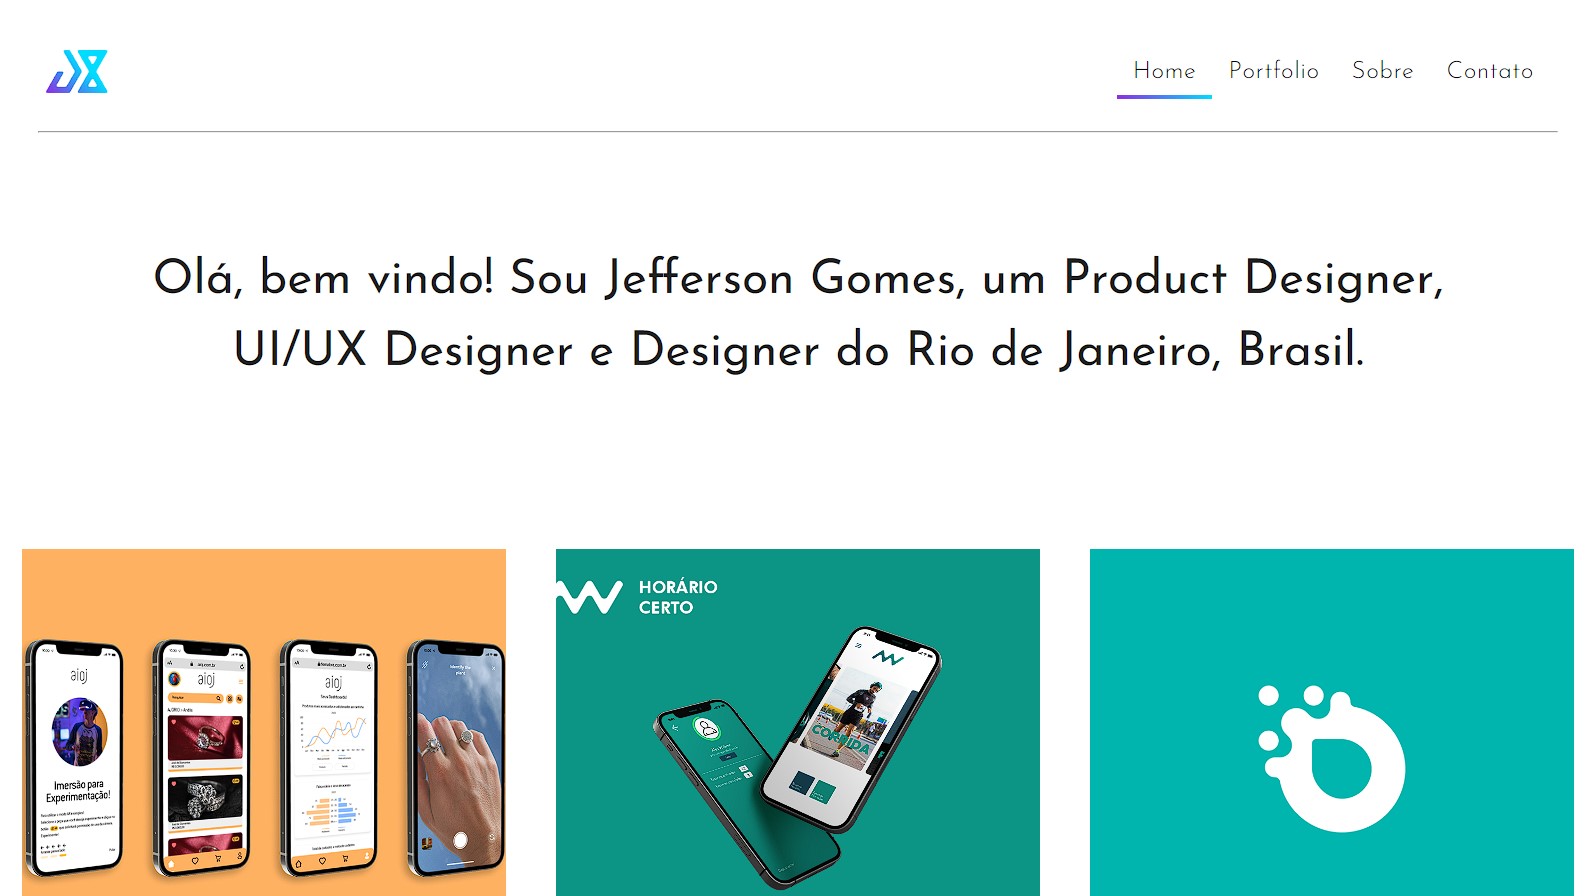 Home Portfolio Sobre Contato
Olá, bem vindo! Sou Jefferson Gomes, um Product Designer,
UI/UX Designer e Designer do Rio de Janeiro, Brasil.
aioj
Imersão para
Experimentação!
aioj
aioj
HORÁRIO
CERTO
CORRIDA